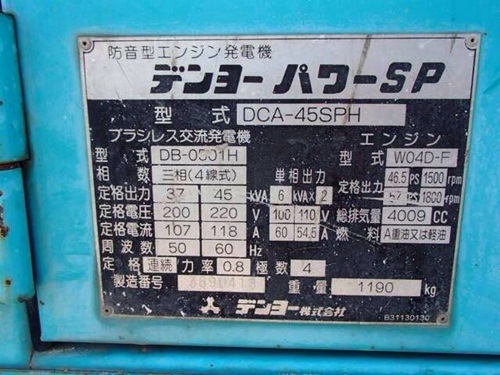 防音型エンジン発電機
デンヨーパワーSP
型式 DCA-45SPH
ブラシレス交流発電機 エンジン
型式 DB-0501H 単相出力 型式 W04D-F
相数 三相(4線式) 定格出力 46.5 PS 1500 rpm
定格出力 37 45 kVA 6 kVA×2 57 PS 1800 rpm
定格電圧 200 220 V 100 110 V 総排気量 4009 CC
定格電流 107 118 A 60 54.5 A 燃料 A重油又は軽油
周波数 50 60 Hz
定格 連続 力率 0.8 極数 4
製造番号 重量 1190 kg
デンヨー株式会社
B31130130